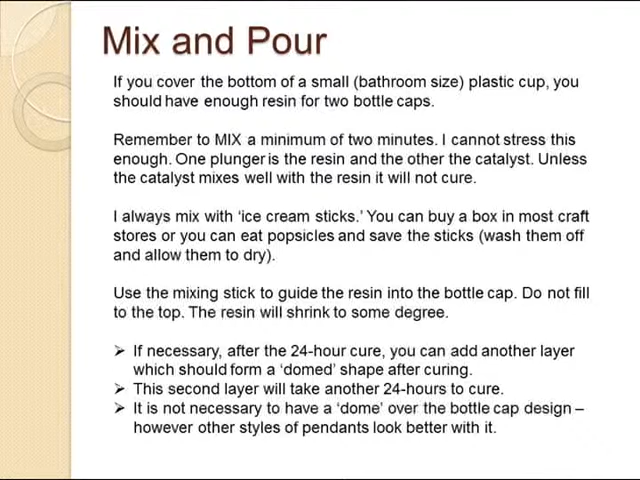 Mix and Pour
If you cover the bottom of a small (bathroom size) plastic cup, you
should have enough resin for two bottle caps.
Remember to MIX a minimum of two minutes. I cannot stress this
enough. One plunger is the resin and the other the catalyst. Unless
the catalyst mixes well with the resin it will not cure.
I always mix with ‘ice cream sticks.’ You can buy a box in most craft
stores or you can eat popsicles and save the sticks (wash them off
and allow them to dry).
Use the mixing stick to guide the resin into the bottle cap. Do not fill
to the top. The resin will shrink to some degree.
➢ If necessary, after the 24-hour cure, you can add another layer
which should form a ‘domed’ shape after curing.
➢ This second layer will take another 24-hours to cure.
➢ It is not necessary to have a ‘dome’ over the bottle cap design –
however other styles of pendants look better with it.